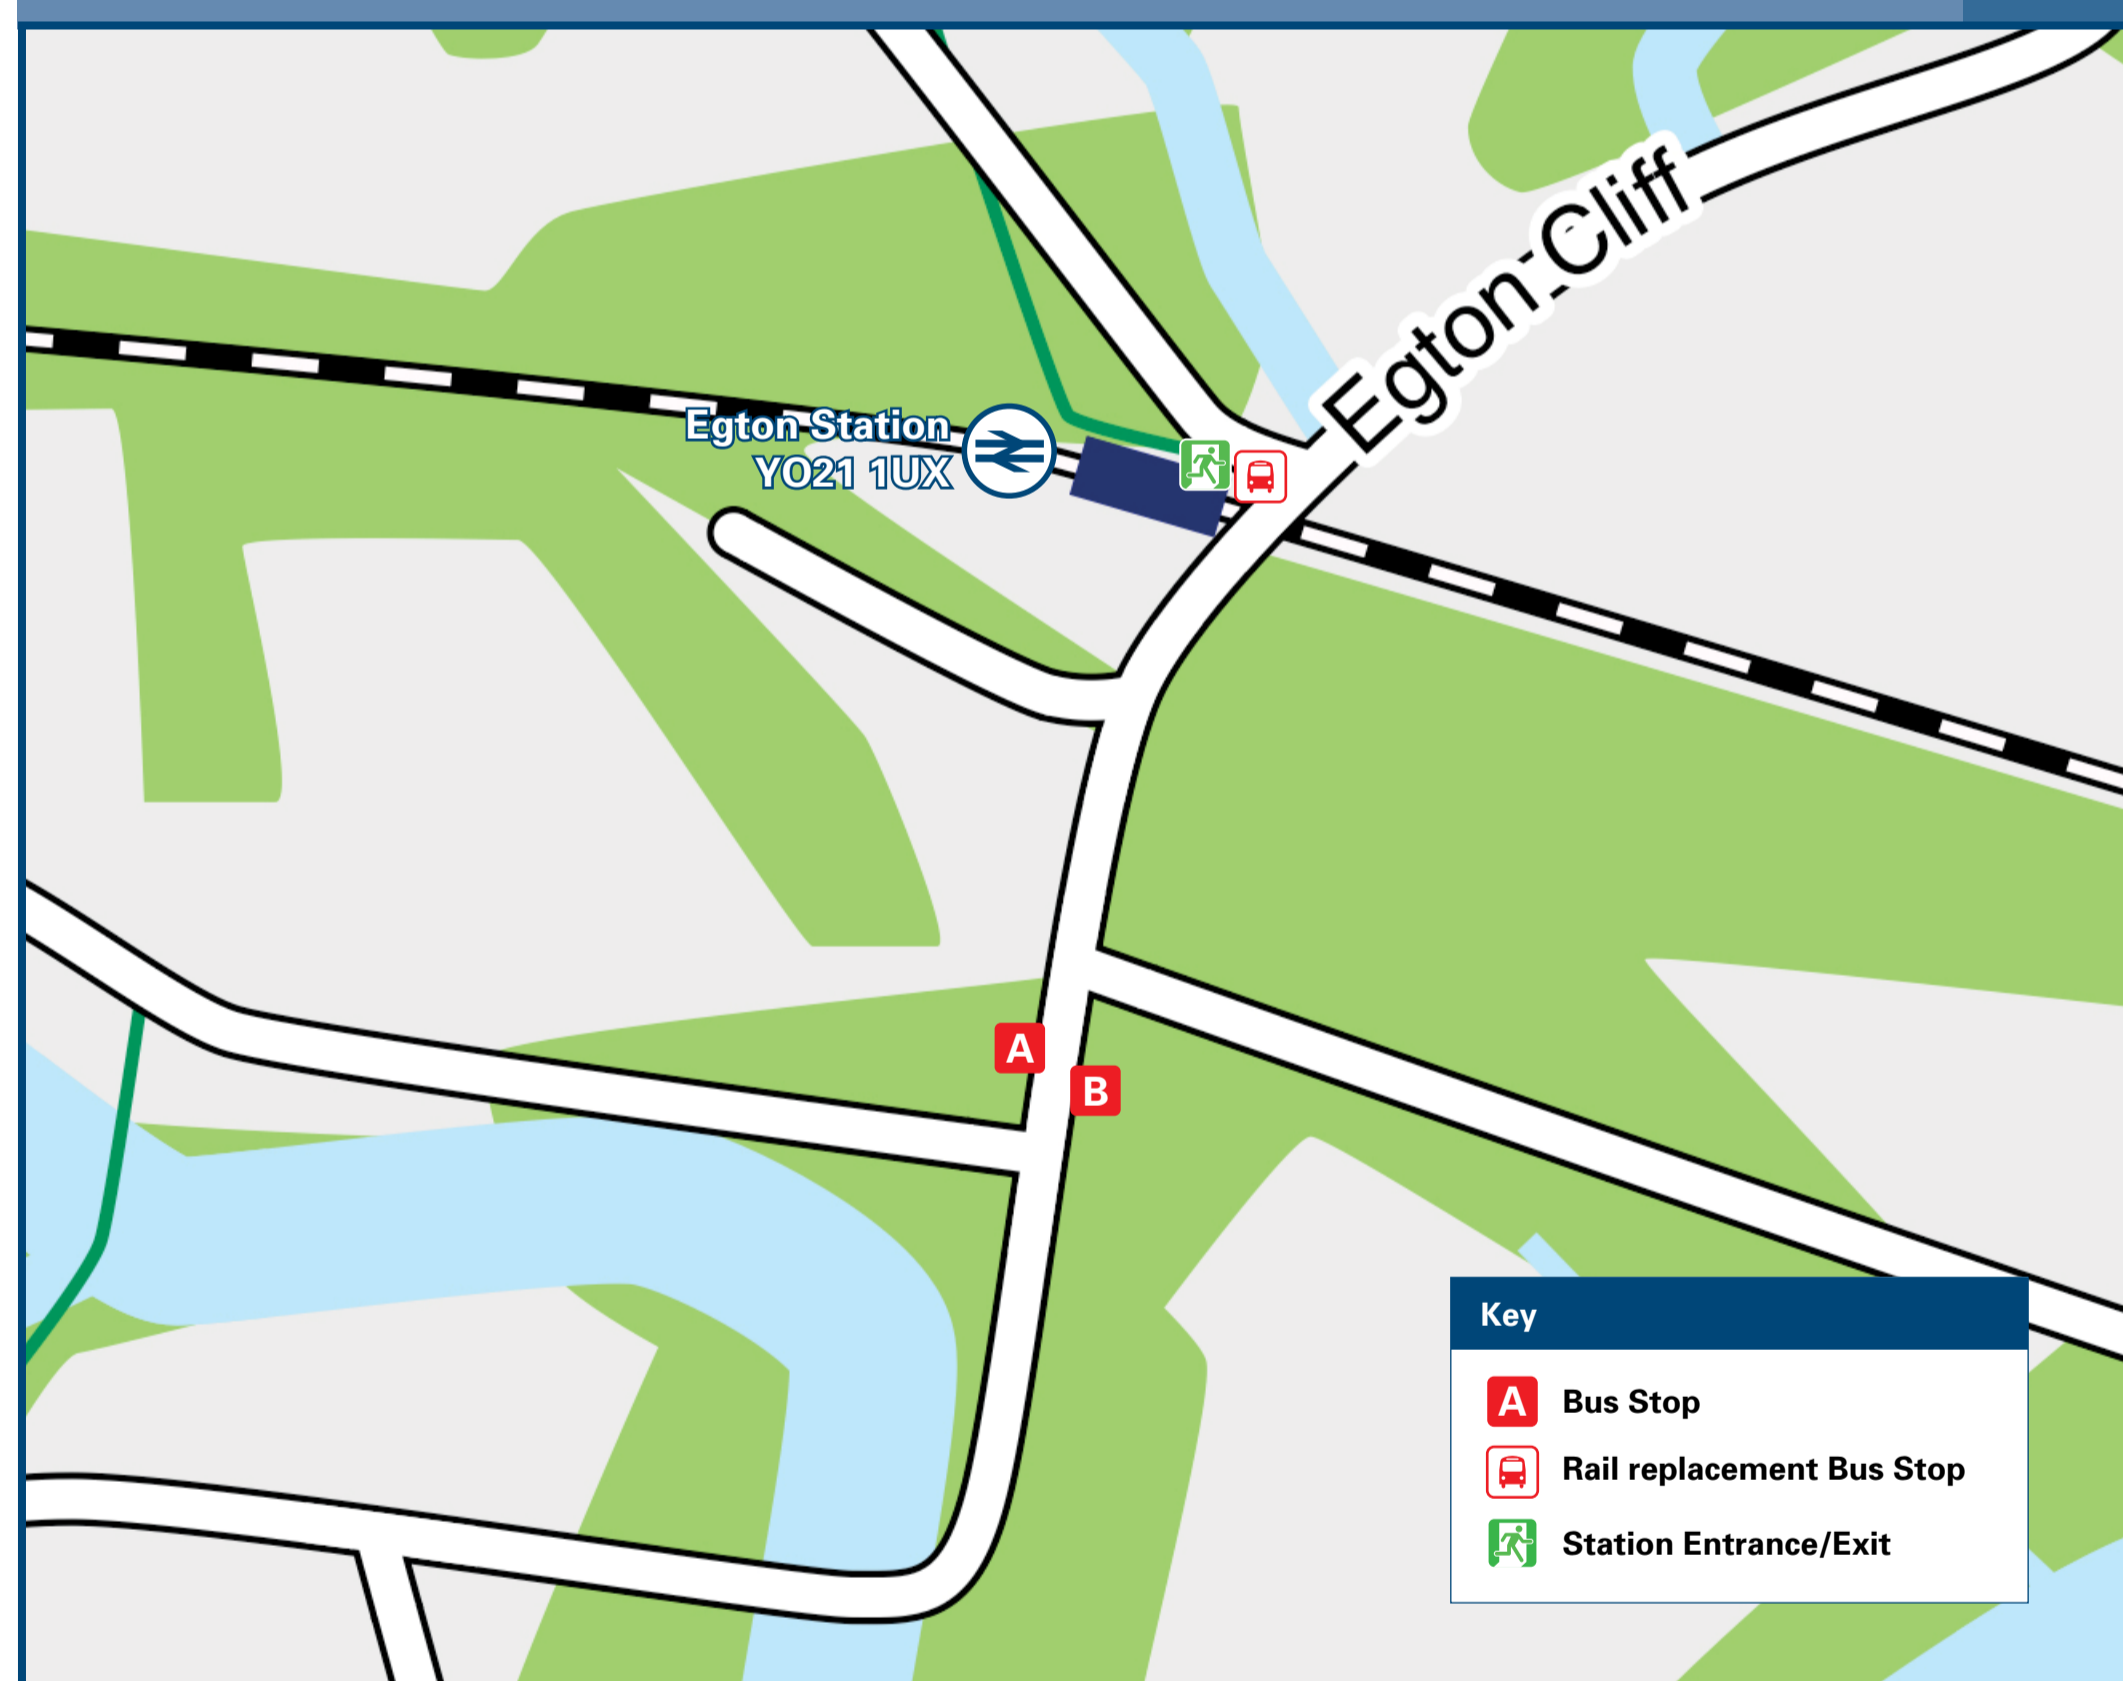 Egton Cliff
Egton Station
YO21 1UX
A
B
Key
A Bus Stop
Rail replacement Bus Stop
Station Entrance/Exit